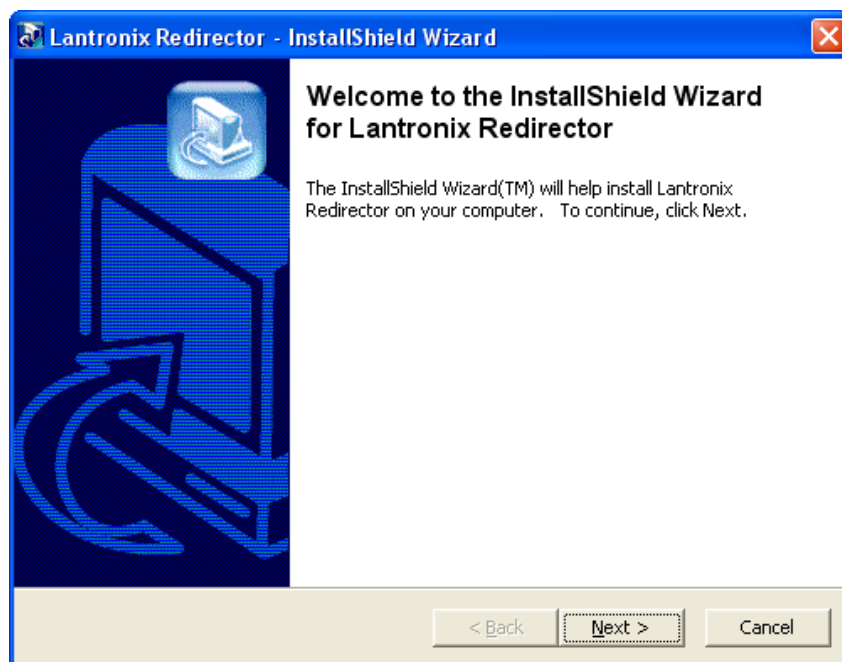 Lantronix Redirector - InstallShield Wizard
Welcome to the InstallShield Wizard
for Lantronix Redirector
The InstallShield Wizard(TM) will help install Lantronix
Redirector on your computer.   To continue, click Next.
< Back
Next >
Cancel